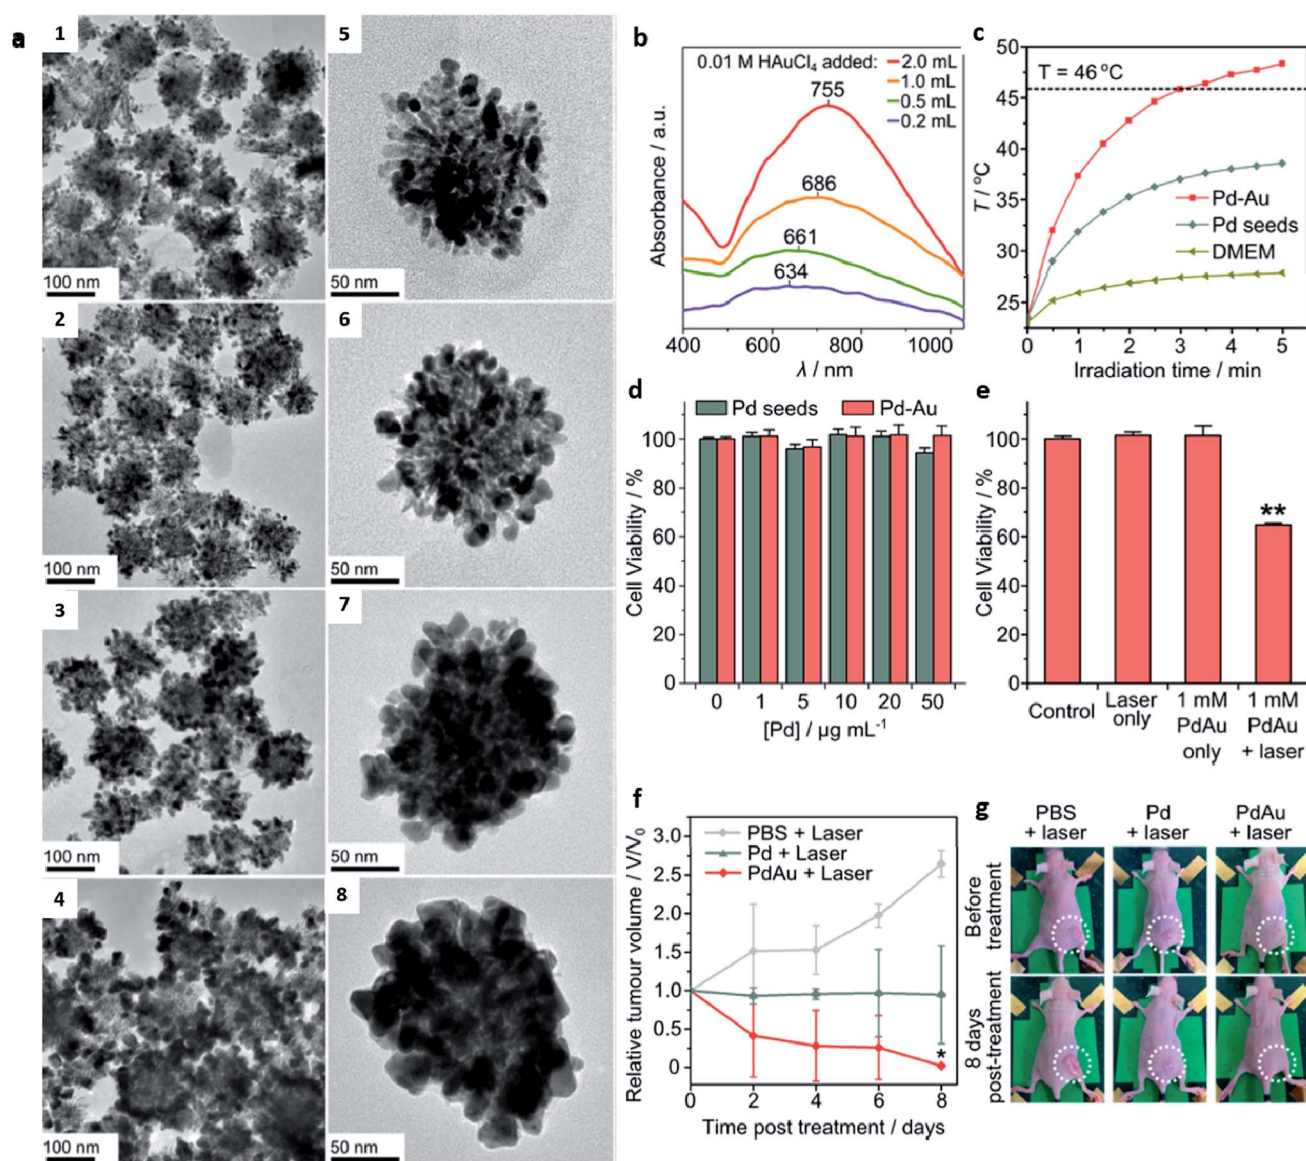 a
1
100 nm
5
50 nm
2
100 nm
6
50 nm
3
100 nm
7
50 nm
4
100 nm
8
50 nm
b
0.01 M HAuCl4 added:
2.0 mL
1.0 mL
0.5 mL
0.2 mL
755
686
661
634
Absorbance / a.u.
400
600
800
1000
λ / nm
c
T = 46 °C
50
45
40
35
30
25
T / °C
Pd-Au
Pd seeds
DMEM
0
1
2
3
4
5
Irradiation time / min
d
Pd seeds
Pd-Au
100
80
60
40
20
0
Cell Viability / %
0
1
5
10
20
50
[Pd] / µg mL-1
e
100
80
60
40
20
0
Cell Viability / %
**
Control
Laser
only
1 mM
PdAu
only
1 mM
PdAu
+ laser
f
PBS + Laser
Pd + Laser
PdAu + Laser
3.0
2.5
2.0
1.5
1.0
0.5
0
Relative tumour volume / V/V0
*
0
2
4
6
8
Time post treatment / days
g
PBS
+ laser
Pd
+ laser
PdAu
+ laser
Before
treatment
8 days
post-treatment